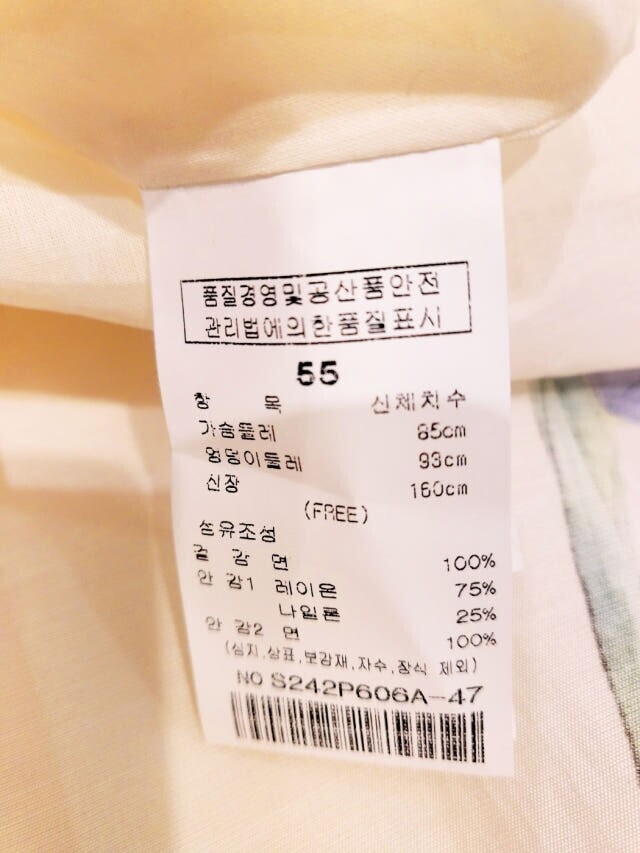 품질경영및공산품안전
관리법에의한품질표시
55
항 목 신체치수
가슴둘레 85cm
엉덩이둘레 93cm
신장 160cm
(FREE)
섬유조성
겉 감 면 100%
안 감1 레이온 75%
나일론 25%
안 감2 면 100%
(심지,상표,보강재,자수,장식 제외)
NO S242P606A-47